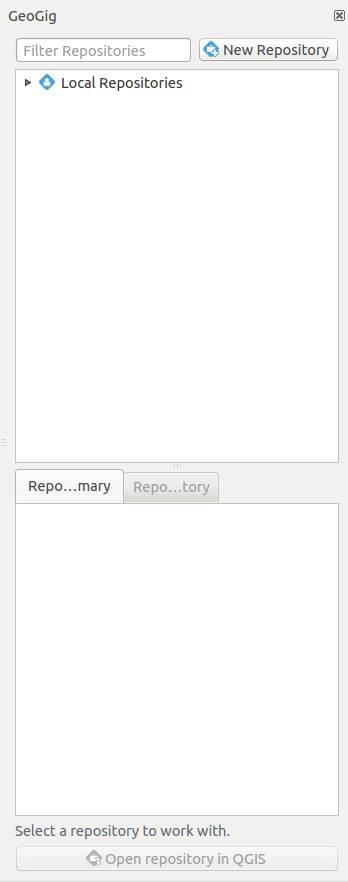 GeoGig
Filter Repositories
New Repository
Local Repositories
Repo…mary
Repo…tory
Select a repository to work with.
Open repository in QGIS